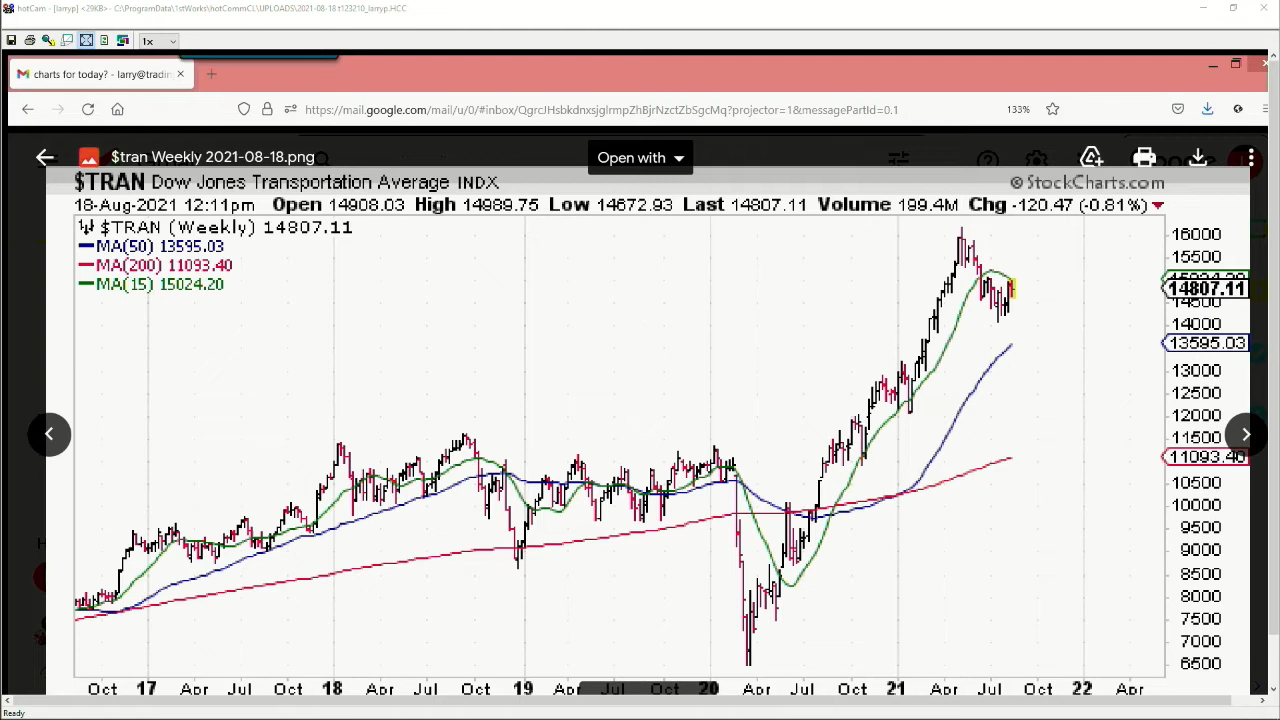 hotCam - [larryp] <29KB> - C:\ProgramData\1stWorks\hotCommCL\UPLOADS\2021-08-18 t123210_larryp.HCC
1x
charts for today? - larry@tradin
https://mail.google.com/mail/u/0/#inbox/QgrcJHsbkdnxsjglrmpZhBjrNzctZbSgcMq?projector=1&messagePartId=0.1
133%
$tran Weekly 2021-08-18.png
Open with
$TRAN Dow Jones Transportation Average INDX
© StockCharts.com
18-Aug-2021 12:11pm Open 14908.03 High 14989.75 Low 14672.93 Last 14807.11 Volume 199.4M Chg -120.47 (-0.81%)
$TRAN (Weekly) 14807.11
MA(50) 13595.03
MA(200) 11093.40
MA(15) 15024.20
16000
15500
14807.11
14500
14000
13595.03
13000
12500
12000
11500
11093.40
10500
10000
9500
9000
8500
8000
7500
7000
6500
Oct 17 Apr Jul Oct 18 Apr Jul Oct 19 Apr Jul Oct 20 Apr Jul Oct 21 Apr Jul Oct 22 Apr
Ready